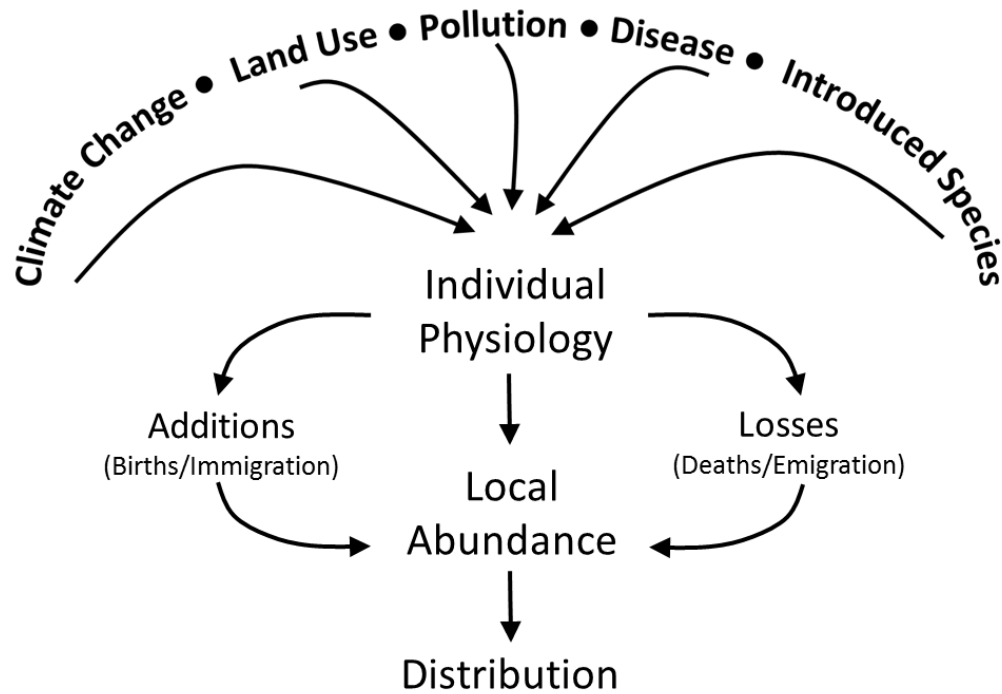 Climate Change ● Land Use ● Pollution ● Disease ● Introduced Species
Individual
Physiology
Additions
(Births/Immigration)
Losses
(Deaths/Emigration)
Local
Abundance
Distribution